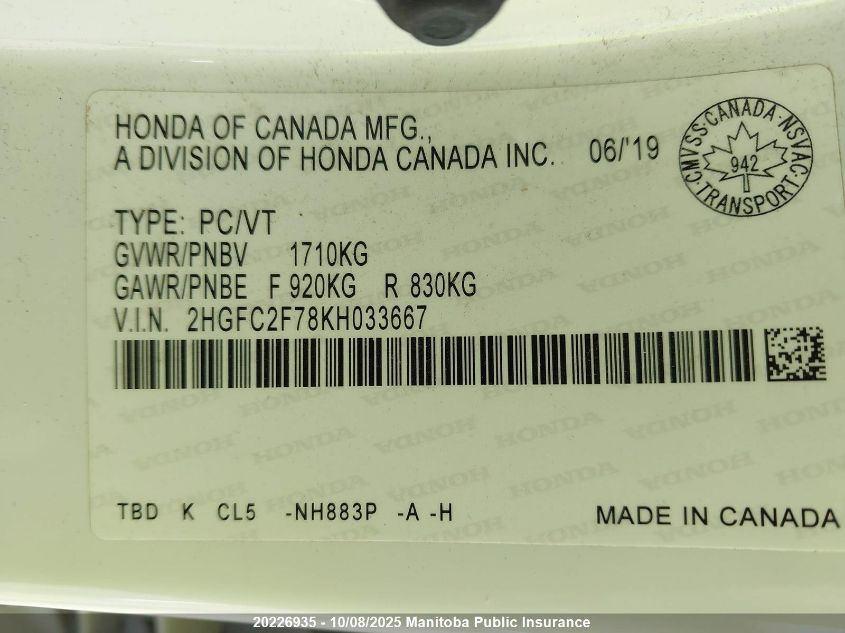 HONDA OF CANADA MFG.,
A DIVISION OF HONDA CANADA INC. 06/'19
CMVSS·CANADA·NSVAC·TRANSPORT·
942
TYPE: PC/VT
GVWR/PNBV 1710KG
GAWR/PNBE F 920KG R 830KG
V.I.N. 2HGFC2F78KH033667
TBD K CL5 -NH883P -A -H
MADE IN CANADA
20226935 - 10/08/2025 Manitoba Public Insurance